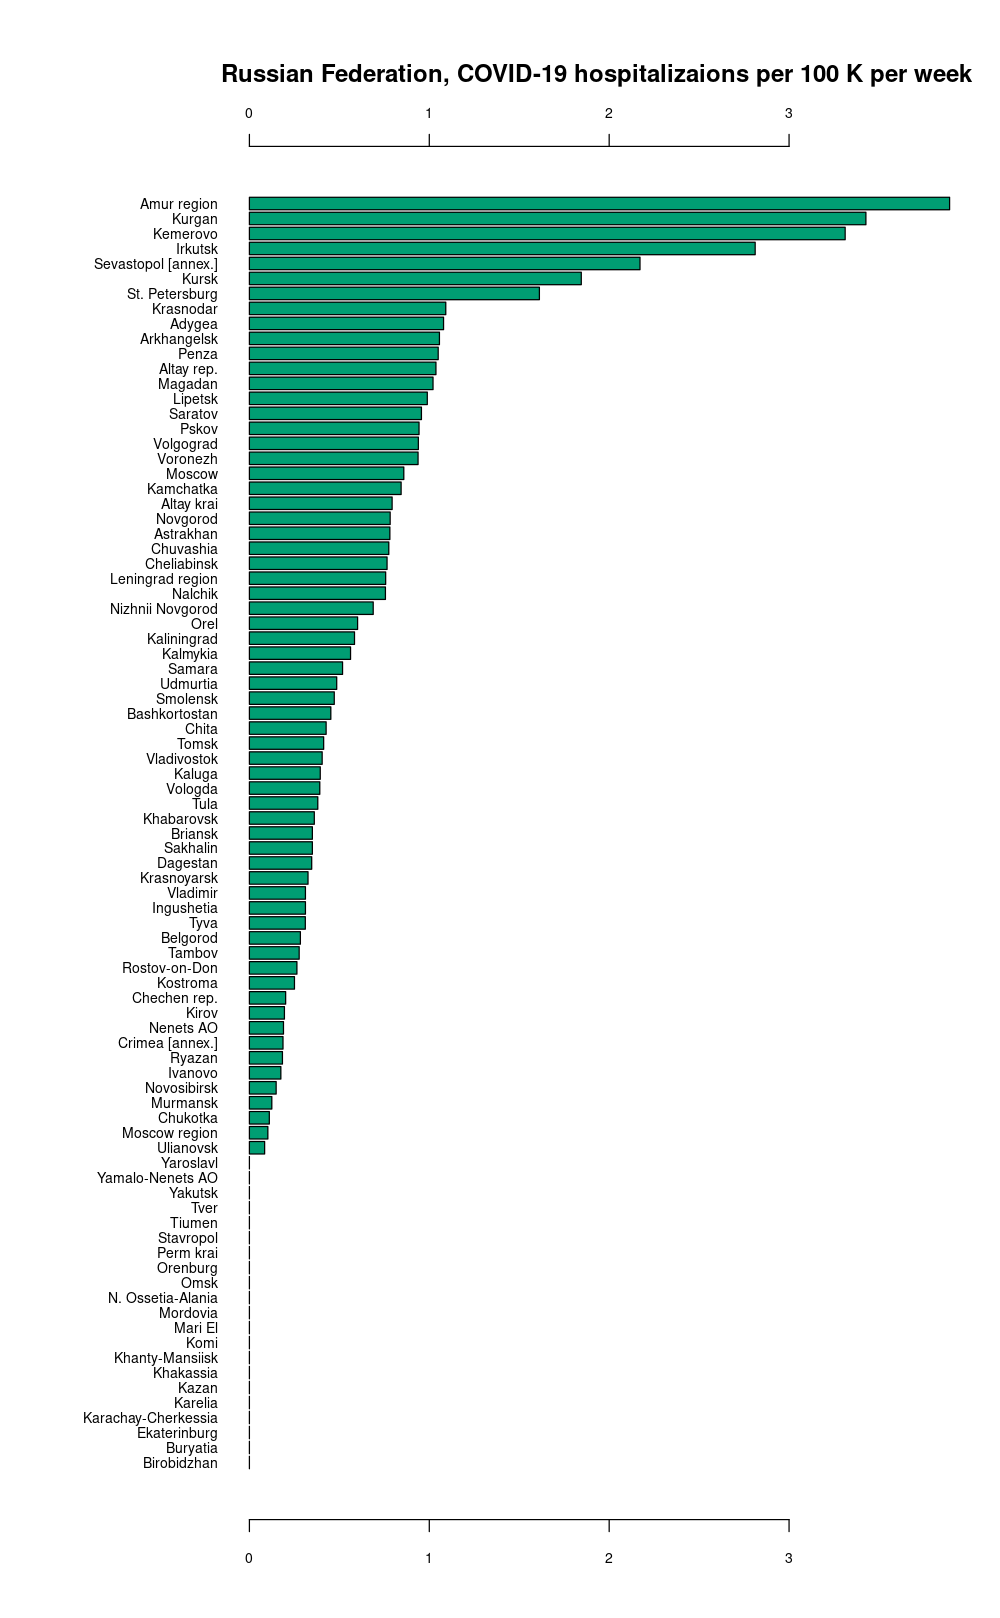 Russian Federation, COVID-19 hospitalizaions per 100 K per week
0 1 2 3
Amur region
Kurgan
Kemerovo
Irkutsk
Sevastopol [annex.]
Kursk
St. Petersburg
Krasnodar
Adygea
Arkhangelsk
Penza
Altay rep.
Magadan
Lipetsk
Saratov
Pskov
Volgograd
Voronezh
Moscow
Kamchatka
Altay krai
Novgorod
Astrakhan
Chuvashia
Cheliabinsk
Leningrad region
Nalchik
Nizhnii Novgorod
Orel
Kaliningrad
Kalmykia
Samara
Udmurtia
Smolensk
Bashkortostan
Chita
Tomsk
Vladivostok
Kaluga
Vologda
Tula
Khabarovsk
Briansk
Sakhalin
Dagestan
Krasnoyarsk
Vladimir
Ingushetia
Tyva
Belgorod
Tambov
Rostov-on-Don
Kostroma
Chechen rep.
Kirov
Nenets AO
Crimea [annex.]
Ryazan
Ivanovo
Novosibirsk
Murmansk
Chukotka
Moscow region
Ulianovsk
Yaroslavl
Yamalo-Nenets AO
Yakutsk
Tver
Tiumen
Stavropol
Perm krai
Orenburg
Omsk
N. Ossetia-Alania
Mordovia
Mari El
Komi
Khanty-Mansiisk
Khakassia
Kazan
Karelia
Karachay-Cherkessia
Ekaterinburg
Buryatia
Birobidzhan
0 1 2 3